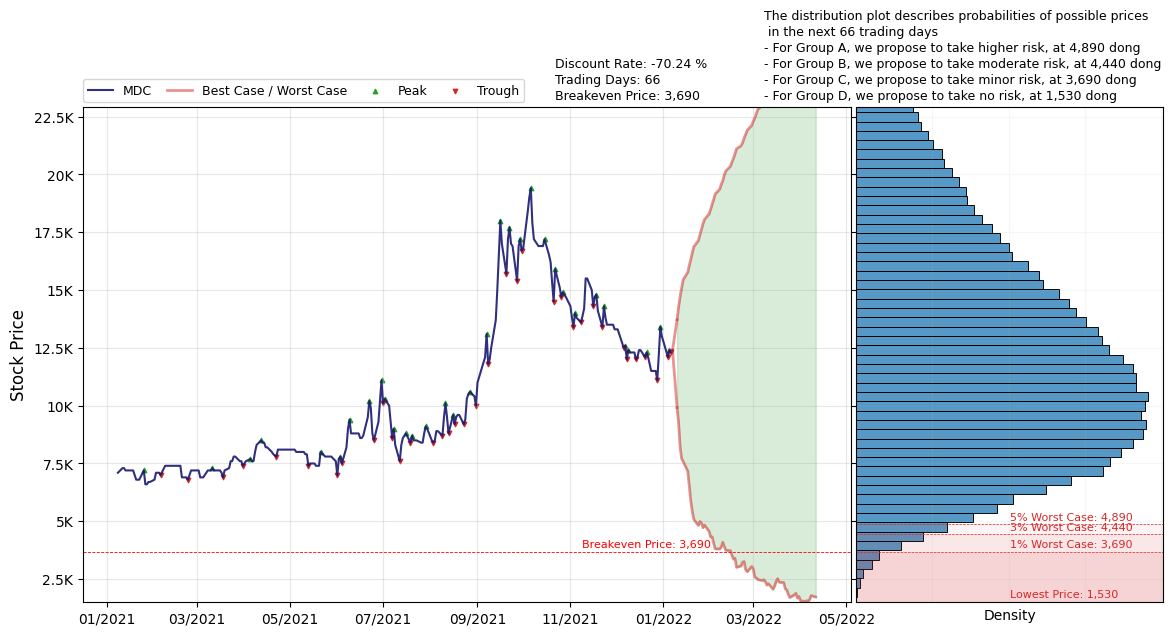 The distribution plot describes probabilities of possible prices
in the next 66 trading days
- For Group A, we propose to take higher risk, at 4,890 dong
- For Group B, we propose to take moderate risk, at 4,440 dong
- For Group C, we propose to take minor risk, at 3,690 dong
- For Group D, we propose to take no risk, at 1,530 dong
Discount Rate: -70.24 %
Trading Days: 66
Breakeven Price: 3,690
MDC
Best Case / Worst Case
Peak
Trough
22.5K
20K
17.5K
15K
12.5K
10K
7.5K
5K
2.5K
Stock Price
Breakeven Price: 3,690
5% Worst Case: 4,890
3% Worst Case: 4,440
1% Worst Case: 3,690
Lowest Price: 1,530
01/2021
03/2021
05/2021
07/2021
09/2021
11/2021
01/2022
03/2022
05/2022
Density